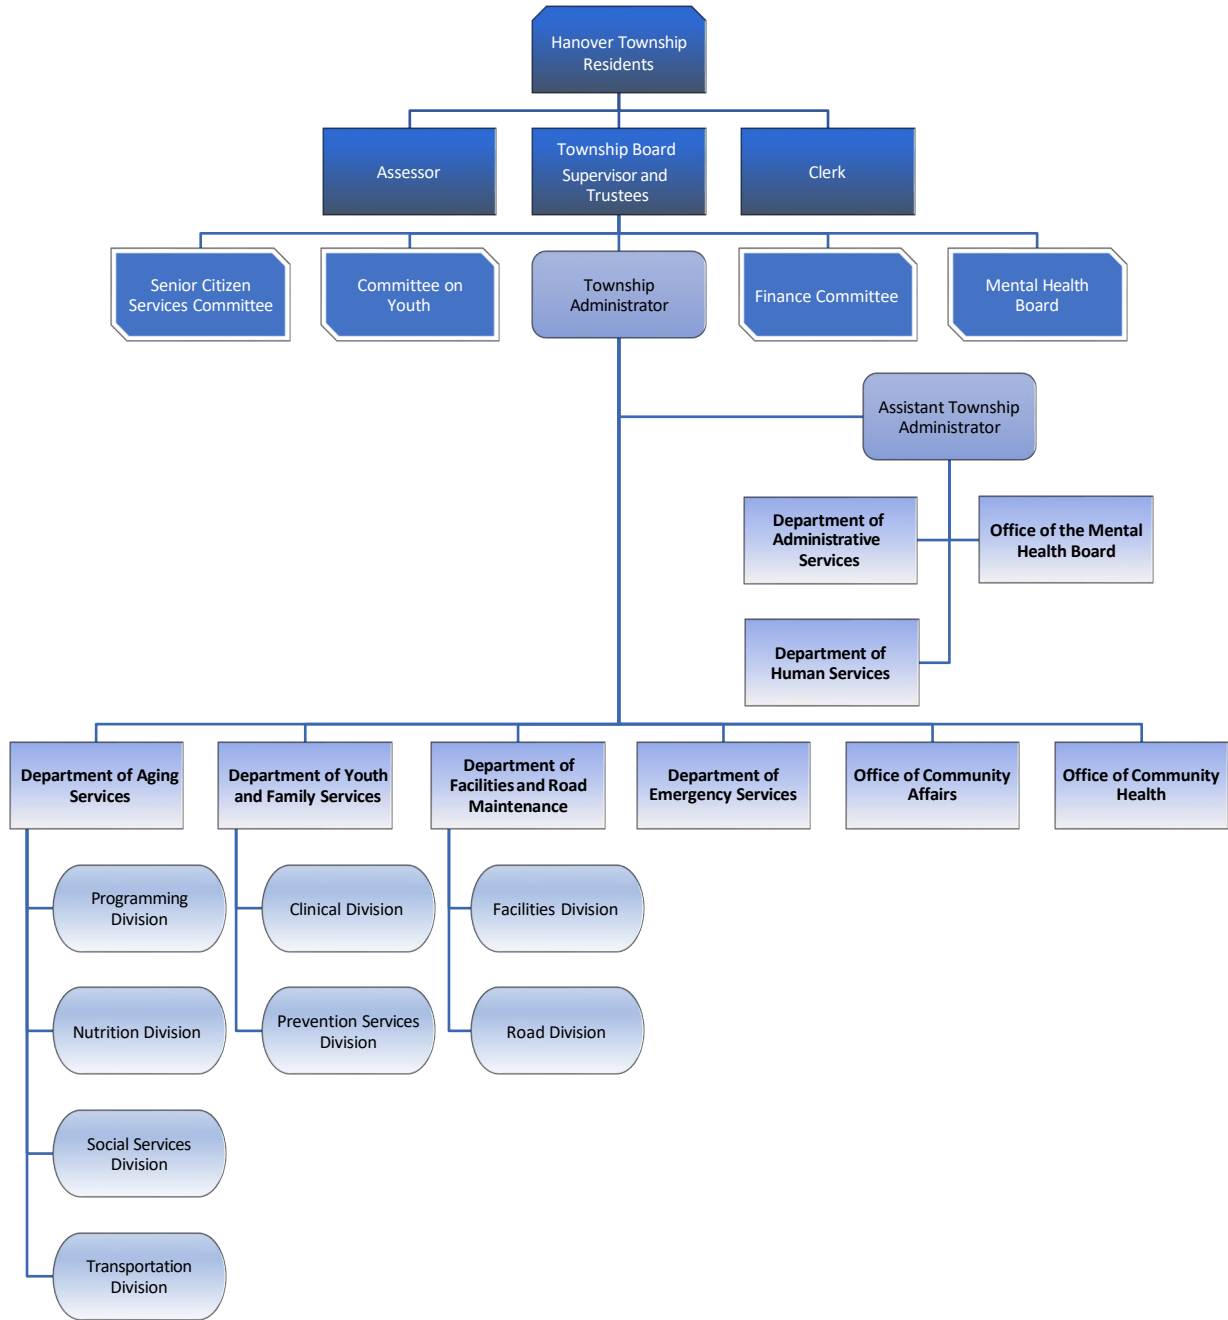 Hanover Township
Residents
Assessor
Township Board
Supervisor and
Trustees
Clerk
Senior Citizen
Services Committee
Committee on
Youth
Township
Administrator
Finance Committee
Mental Health
Board
Assistant Township
Administrator
Department of
Administrative
Services
Office of the Mental
Health Board
Department of
Human Services
Department of Aging
Services
Department of Youth
and Family Services
Department of
Facilities and Road
Maintenance
Department of
Emergency Services
Office of Community
Affairs
Office of Community
Health
Programming
Division
Clinical Division
Facilities Division
Nutrition Division
Prevention Services
Division
Road Division
Social Services
Division
Transportation
Division